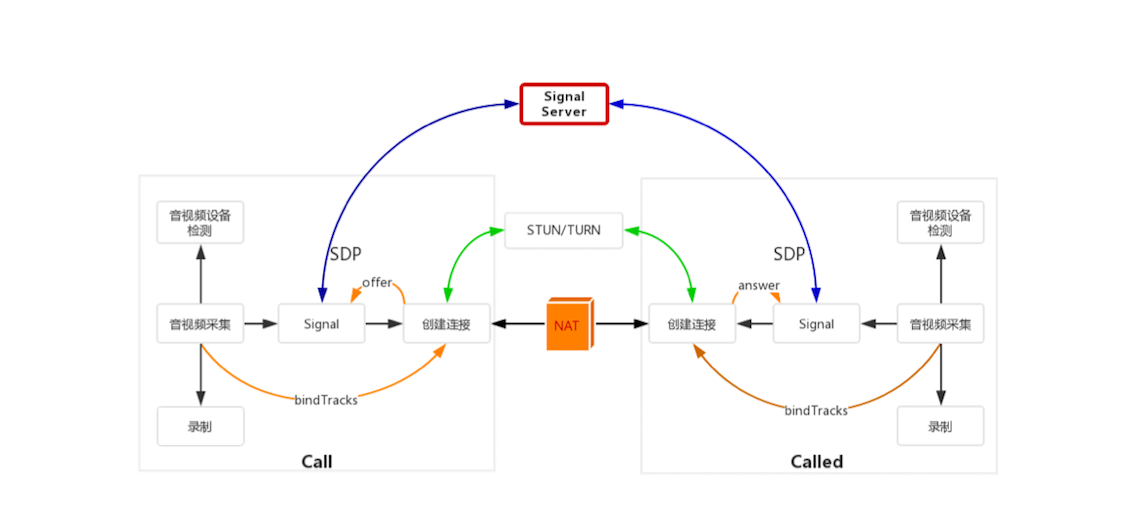 Signal
Server
音视频设备
检测
STUN/TURN
音视频设备
检测
SDP
SDP
offer
answer
音视频采集
Signal
创建连接
NAT
创建连接
Signal
音视频采集
bindTracks
bindTracks
录制
录制
Call
Called